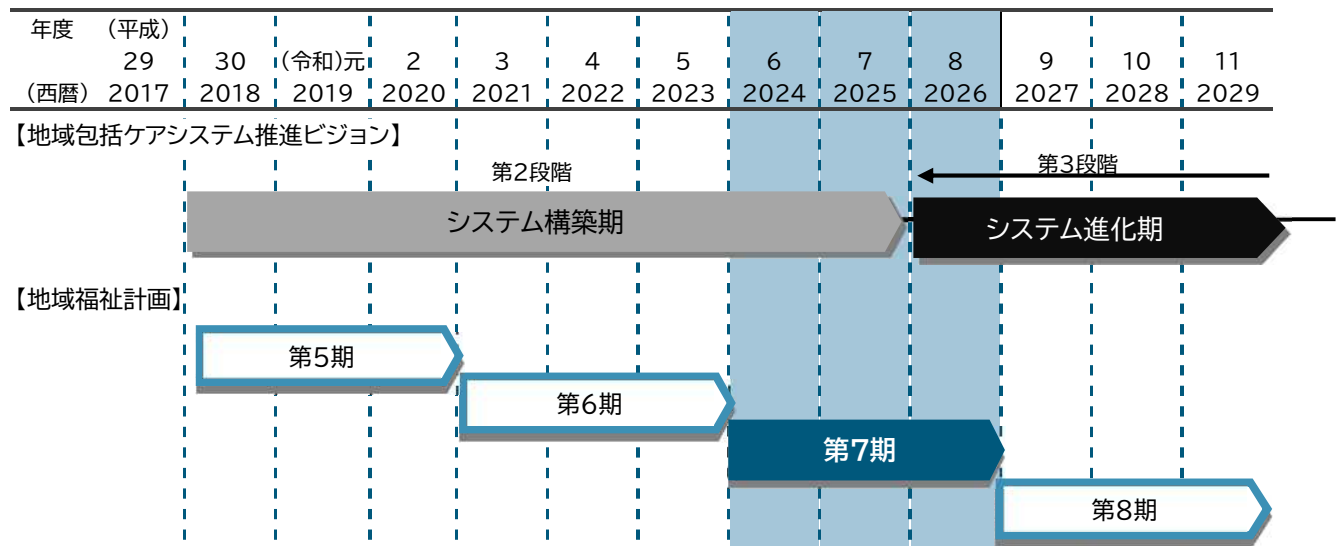 年度 (平成)
29 30 (令和)元 2 3 4 5 6 7 8 9 10 11
(西暦) 2017 2018 2019 2020 2021 2022 2023 2024 2025 2026 2027 2028 2029
【地域包括ケアシステム推進ビジョン】
第2段階 第3段階
システム構築期 システム進化期
【地域福祉計画】
第5期
第6期
第7期
第8期